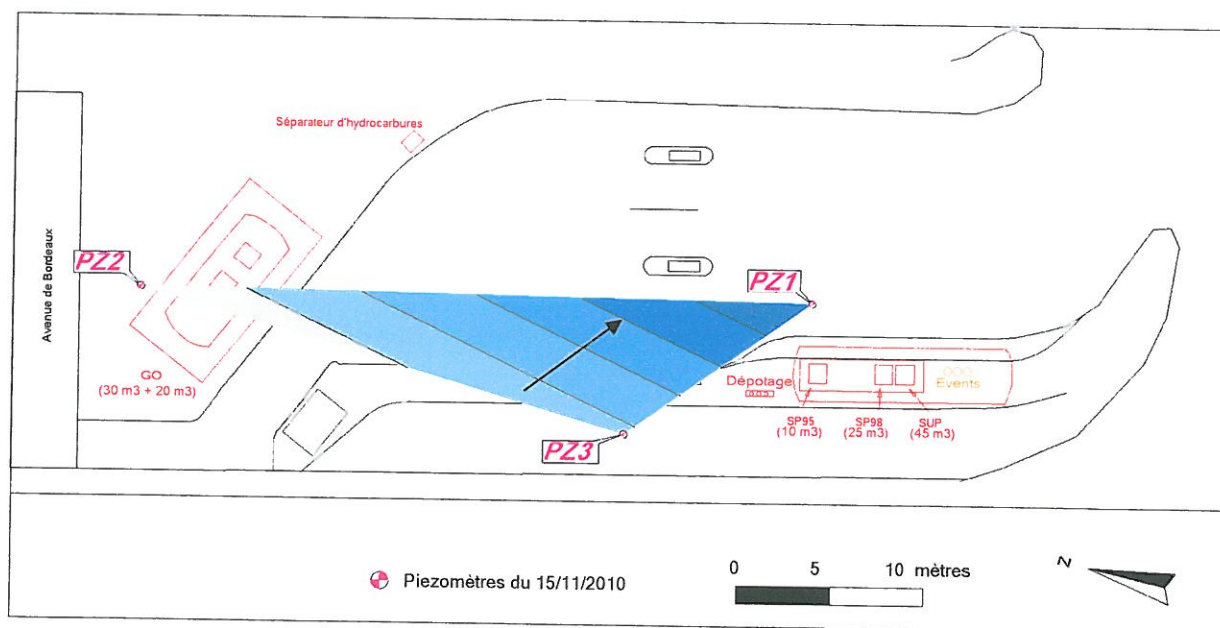 Séparateur d'hydrocarbures
Avenue de Bordeaux
PZ2
PZ1
GO
(30 m3 + 20 m3)
Dépotage
Events
SP95
(10 m3)
SP98
(25 m3)
SUP
(45 m3)
PZ3
Piezomètres du 15/11/2010
0 5 10 mètres
N